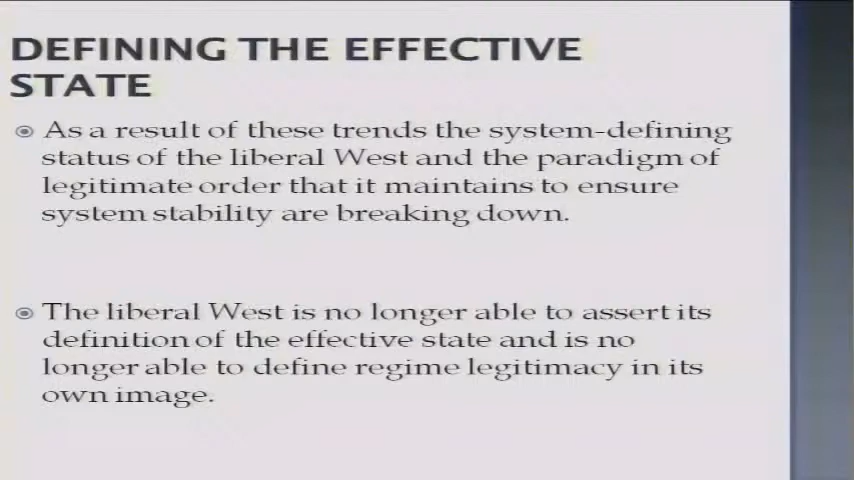 DEFINING THE EFFECTIVE
STATE
As a result of these trends the system-defining
status of the liberal West and the paradigm of
legitimate order that it maintains to ensure
system stability are breaking down.
The liberal West is no longer able to assert its
definition of the effective state and is no
longer able to define regime legitimacy in its
own image.